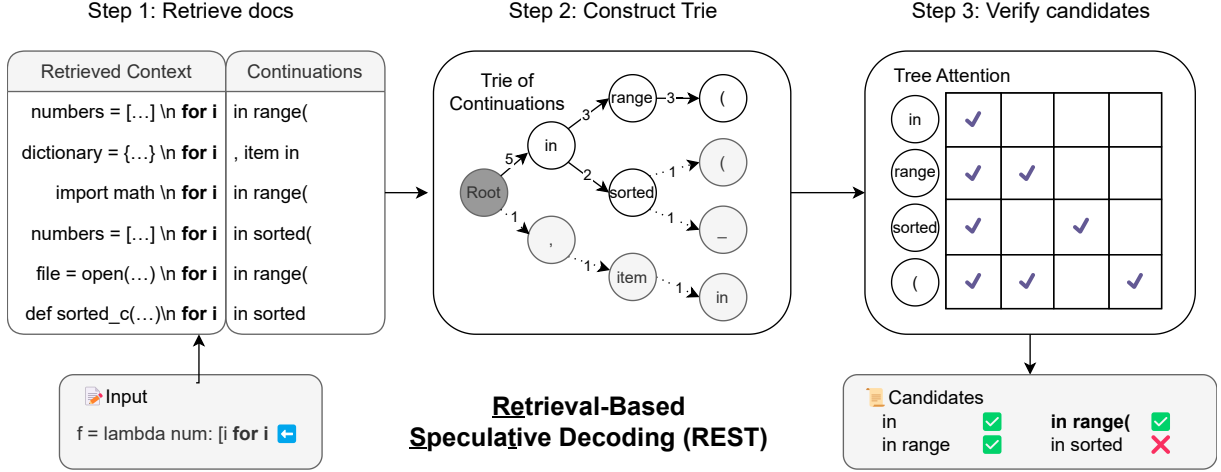 Step 1: Retrieve docs
Step 2: Construct Trie
Step 3: Verify candidates
Retrieved Context
Continuations
numbers = […] \n for i
in range(
dictionary = {…} \n for i
, item in
import math \n for i
in range(
numbers = […] \n for i
in sorted(
file = open(…) \n for i
in range(
def sorted_c(…)\n for i
in sorted
Input
f = lambda num: [i for i
Trie of
Continuations
Root
5
in
3
range
3
(
2
sorted
1
(
1
_
1
,
1
item
1
in
Retrieval-Based
Speculative Decoding (REST)
Tree Attention
in
range
sorted
(
Candidates
in
in range(
in range
in sorted